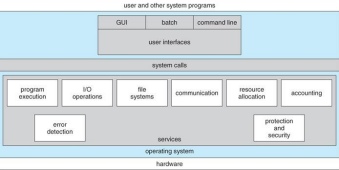 user and other system programs
GUI
batch
command line
user interfaces
system calls
program
execution
I/O
operations
file
systems
communication
resource
allocation
accounting
error
detection
protection
and
security
services
operating system
hardware